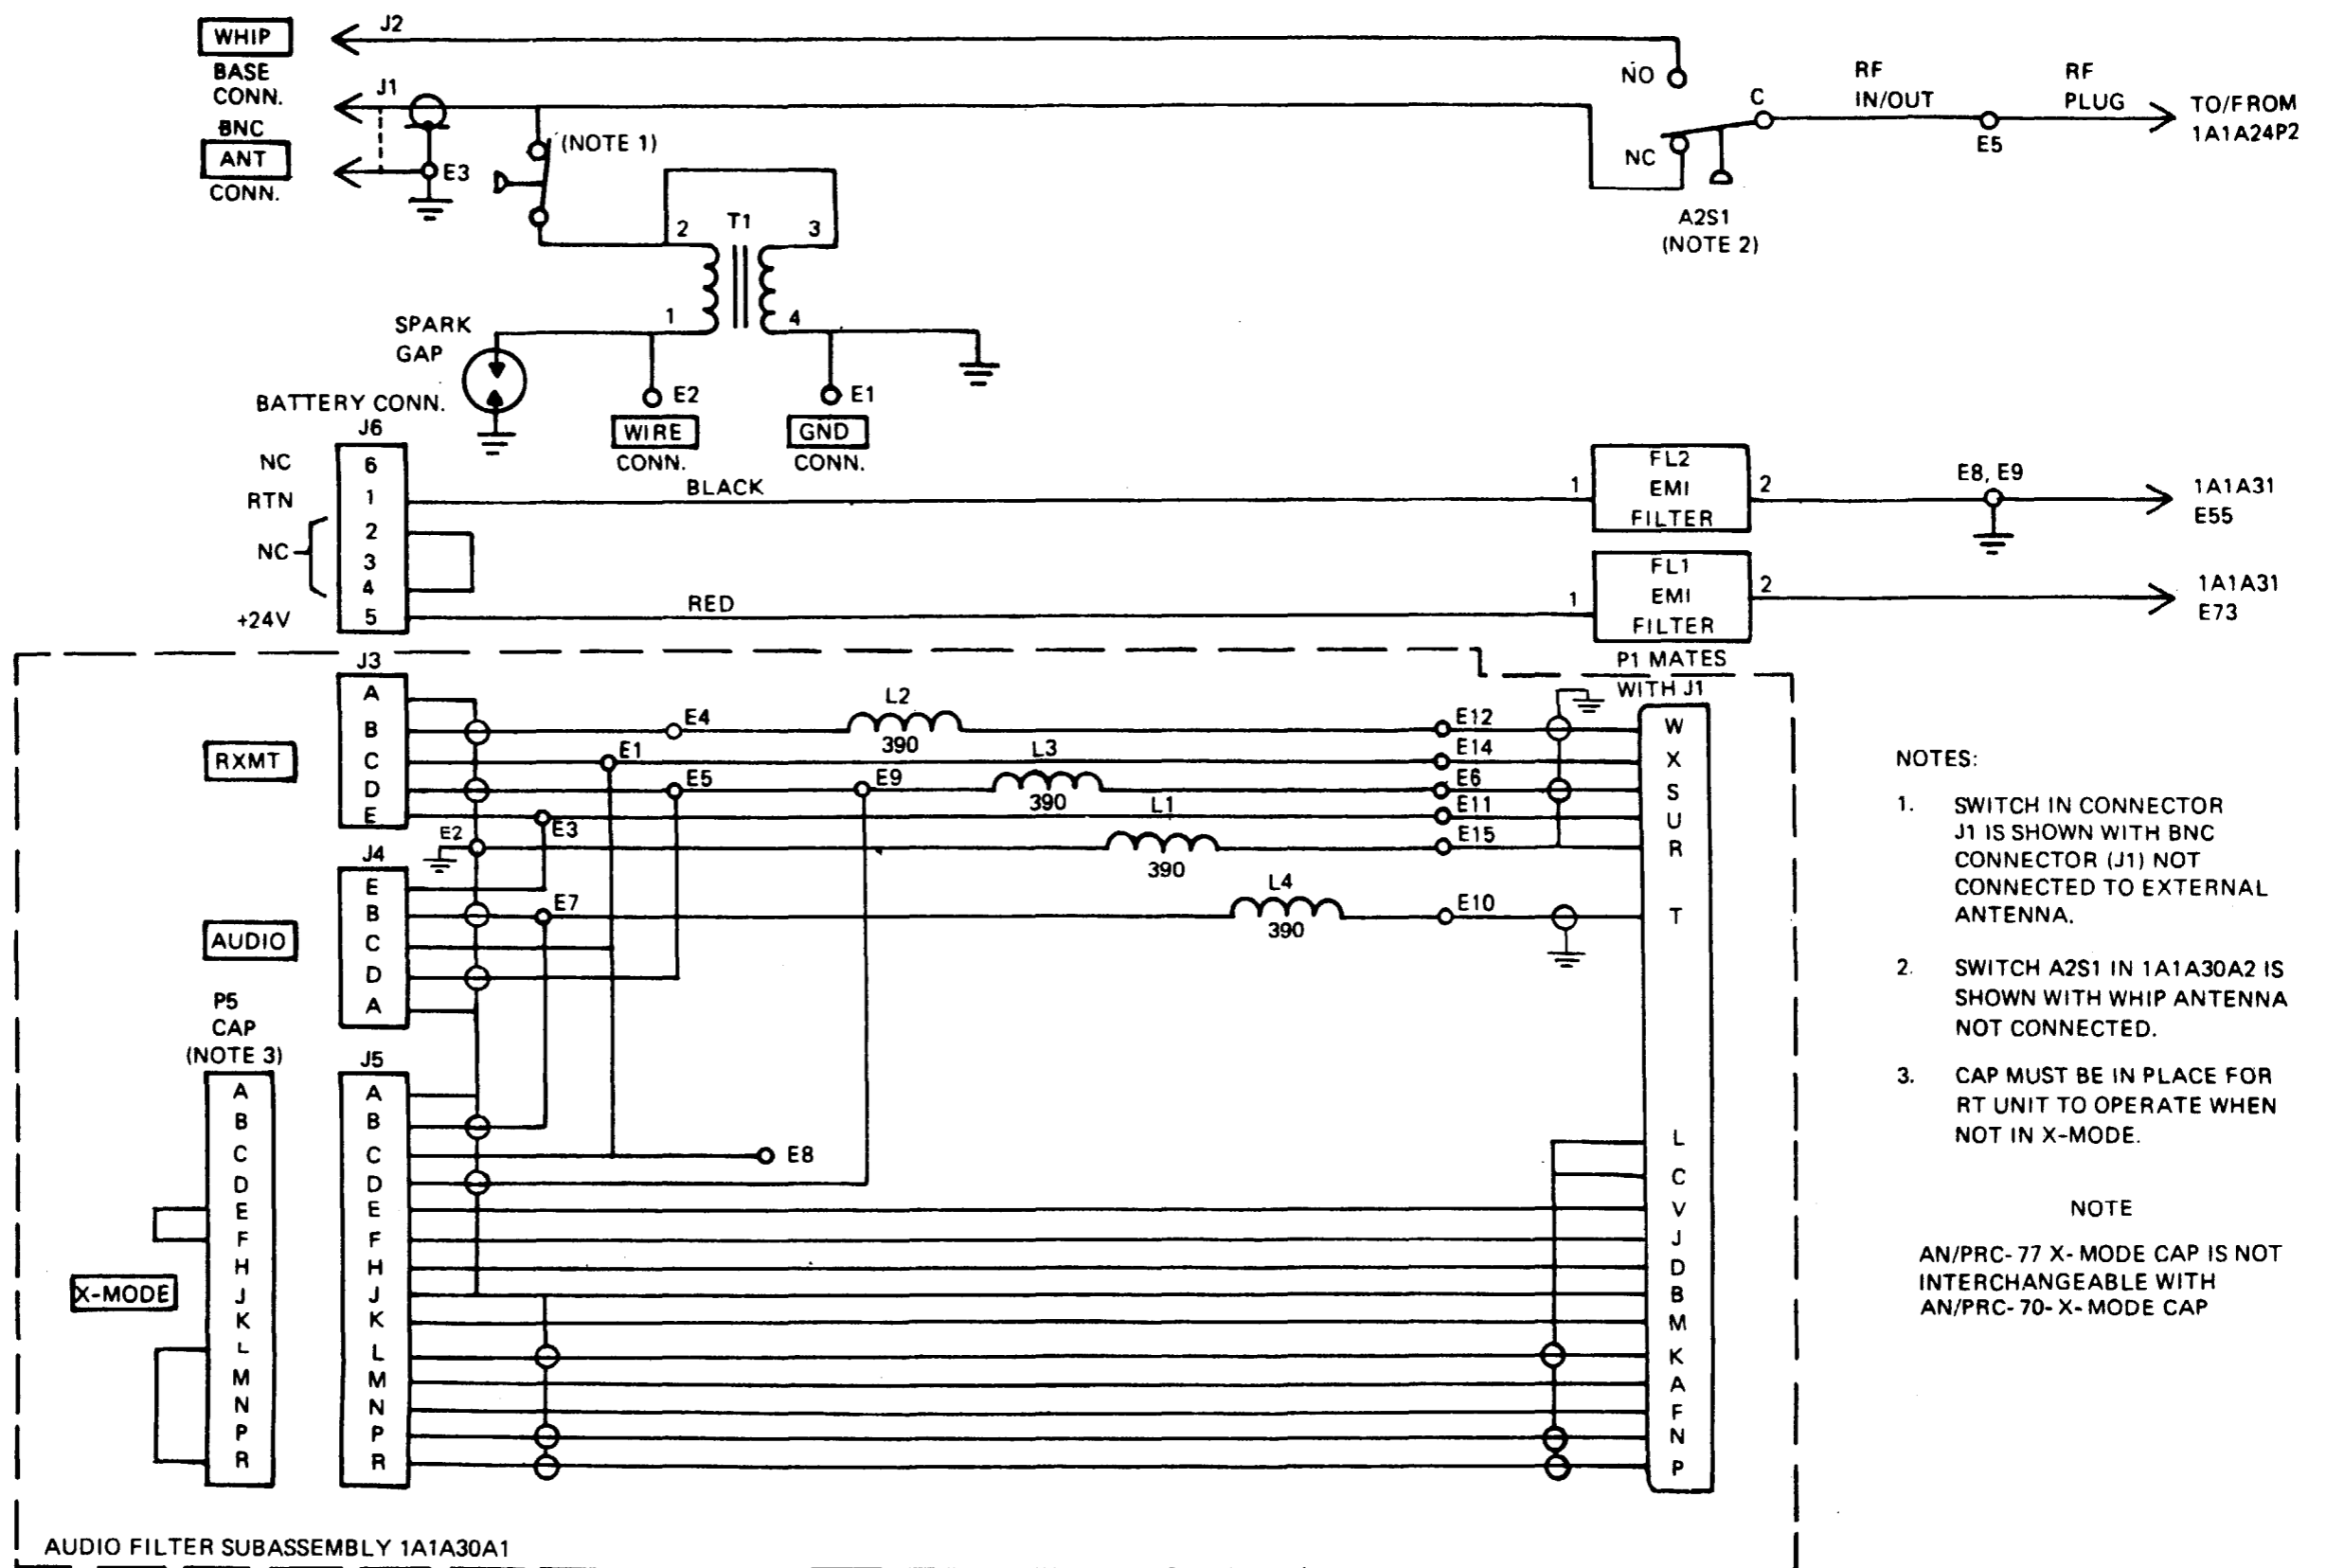 WHIP
BASE
CONN.
J2
J1
BNC
ANT
CONN.
E3
(NOTE 1)
NO
NC
C
A2S1
(NOTE 2)
RF
IN/OUT
E5
RF
PLUG
TO/FROM
1A1A24P2
T1
2
3
1
4
SPARK
GAP
E2
WIRE
CONN.
E1
GND
CONN.
BATTERY CONN.
J6
NC
6
RTN
1
NC
2
3
4
+24V
5
BLACK
RED
1
FL2
EMI
FILTER
2
E8, E9
1A1A31
E55
1
FL1
EMI
FILTER
2
1A1A31
E73
P1 MATES
WITH J1
J3
RXMT
A
B
C
D
E
E4
L2
390
E12
E1
L3
390
E14
E5
E9
E6
E3
L1
390
E11
E2
E15
J4
AUDIO
E
B
C
D
A
E7
L4
390
E10
W
X
S
U
R
T
L
C
V
J
D
B
M
K
A
F
N
P
P5
CAP
(NOTE 3)
A
B
C
D
E
F
H
J
K
L
M
N
P
R
X-MODE
J5
A
B
C
D
E
F
H
J
K
L
M
N
P
R
E8
AUDIO FILTER SUBASSEMBLY 1A1A30A1
NOTES:
1. SWITCH IN CONNECTOR
J1 IS SHOWN WITH BNC
CONNECTOR (J1) NOT
CONNECTED TO EXTERNAL
ANTENNA.
2. SWITCH A2S1 IN 1A1A30A2 IS
SHOWN WITH WHIP ANTENNA
NOT CONNECTED.
3. CAP MUST BE IN PLACE FOR
RT UNIT TO OPERATE WHEN
NOT IN X-MODE.
NOTE
AN/PRC-77 X-MODE CAP IS NOT
INTERCHANGEABLE WITH
AN/PRC-70-X-MODE CAP